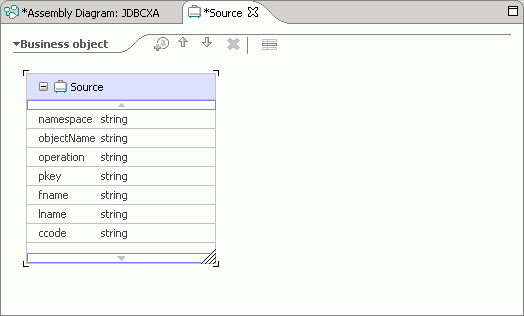 *Assembly Diagram: JDBCXA *Source
Business object
Source
namespace string
objectName string
operation string
pkey string
fname string
lname string
ccode string